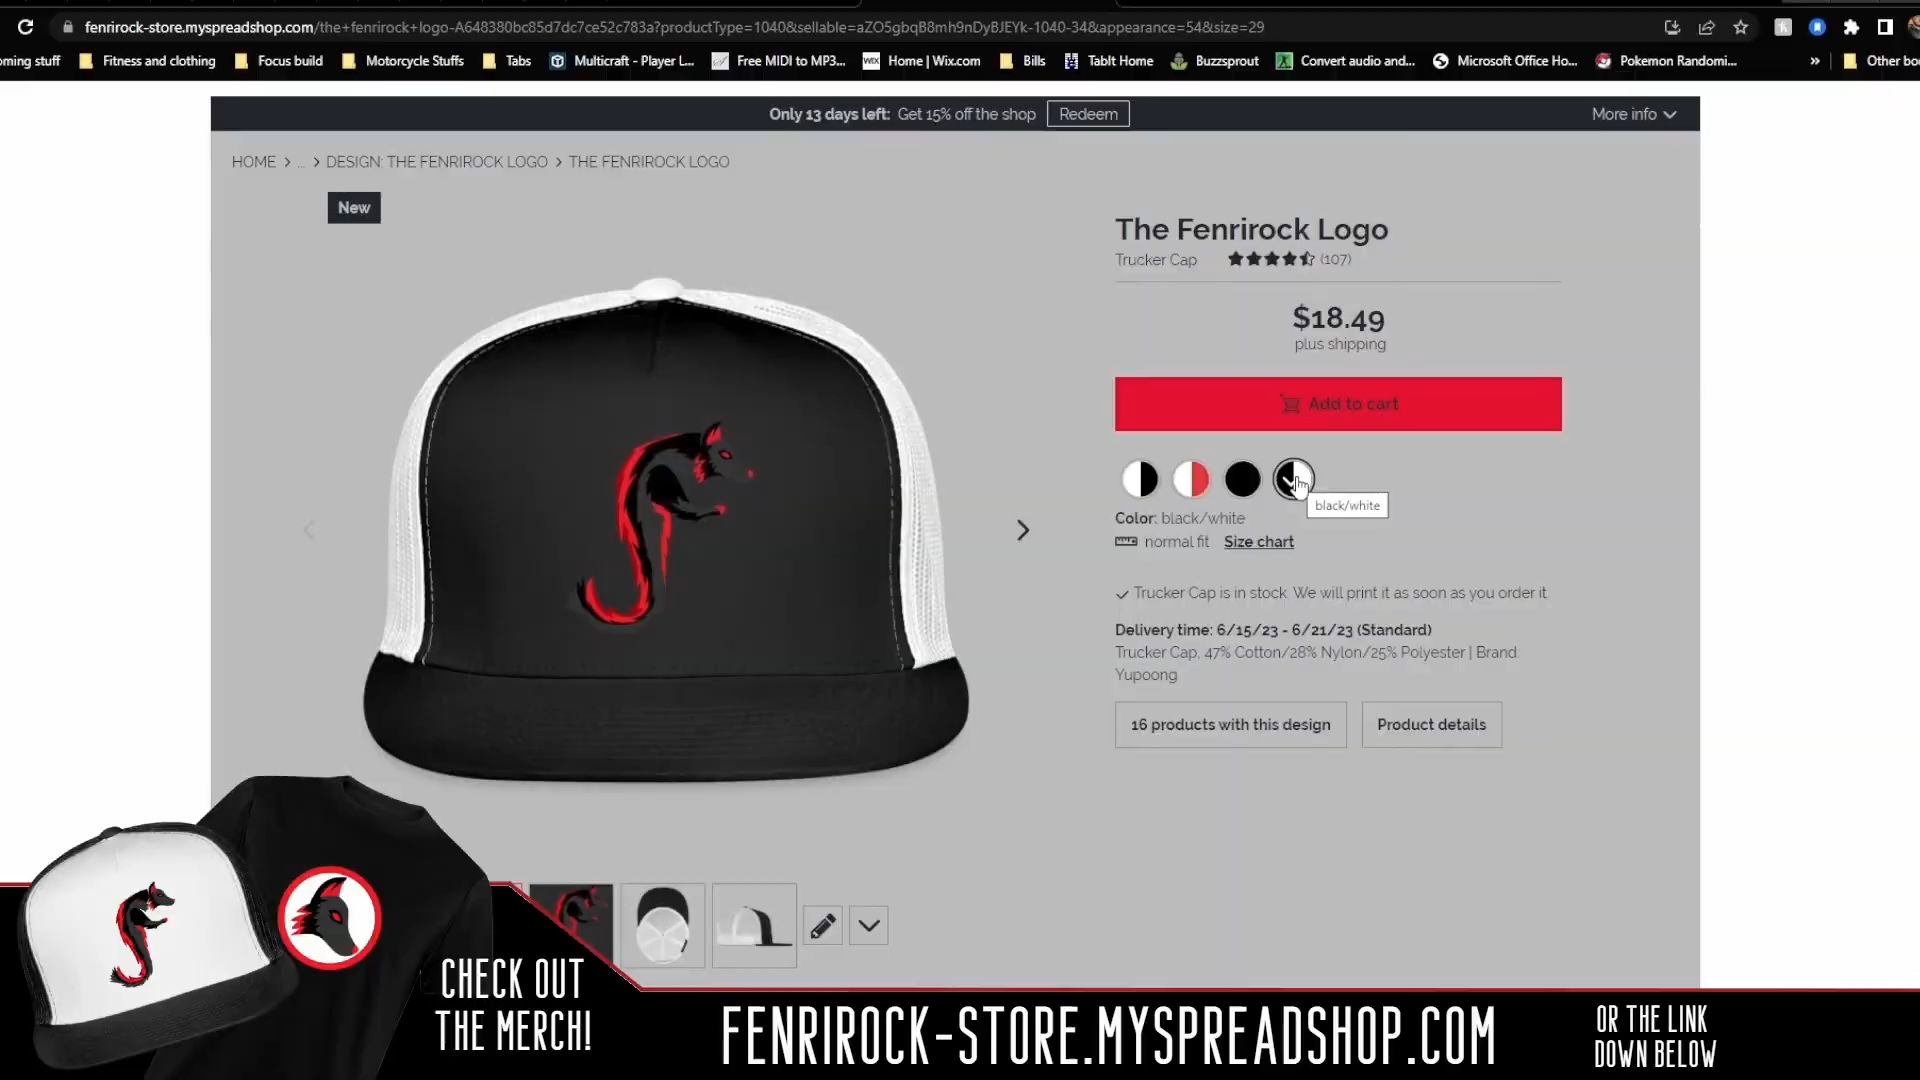 fenrirock-store.myspreadshop.com/the+fenrirock+logo-A648380bc85d7dc7ce52c783a?productType=1040&sellable=aZO5gbqB8mh9nDyBJEYk-1040-34&appearance=54&size=29
oming stuff Fitness and clothing Focus build Motorcycle Stuffs Tabs Multicraft - Player L... Free MIDI to MP3... WIX Home | Wix.com Bills TabIt Home Buzzsprout Convert audio and... Microsoft Office Ho... Pokemon Randomi... » Other boo
Only 13 days left: Get 15% off the shop Redeem More info
HOME > ... > DESIGN: THE FENRIROCK LOGO > THE FENRIROCK LOGO
New
The Fenrirock Logo
Trucker Cap (107)
$18.49
plus shipping
Add to cart
black/white
Color: black/white
normal fit Size chart
Trucker Cap is in stock. We will print it as soon as you order it
Delivery time: 6/15/23 - 6/21/23 (Standard)
Trucker Cap, 47% Cotton/28% Nylon/25% Polyester | Brand:
Yupoong
16 products with this design Product details
CHECK OUT
THE MERCH!
FENRIROCK-STORE.MYSPREADSHOP.COM
OR THE LINK
DOWN BELOW